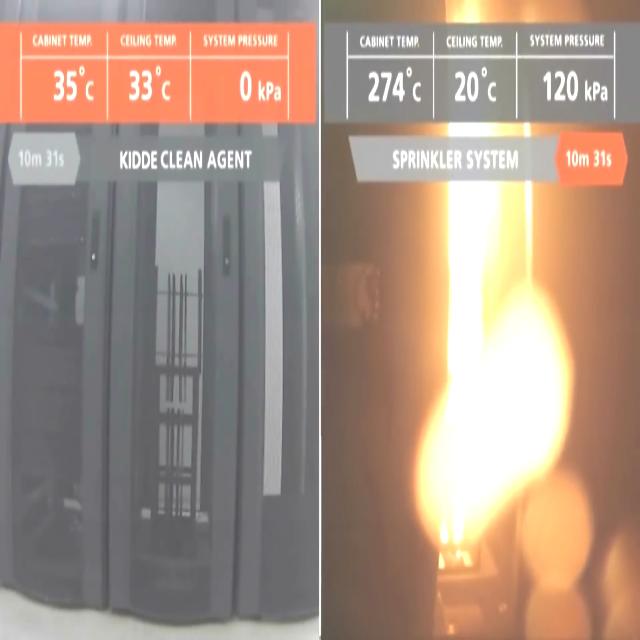 CABINET TEMP. CEILING TEMP. SYSTEM PRESSURE
35°C 33°C 0 kPa
10m 31s KIDDE CLEAN AGENT
CABINET TEMP. CEILING TEMP. SYSTEM PRESSURE
274°C 20°C 120 kPa
SPRINKLER SYSTEM 10m 31s